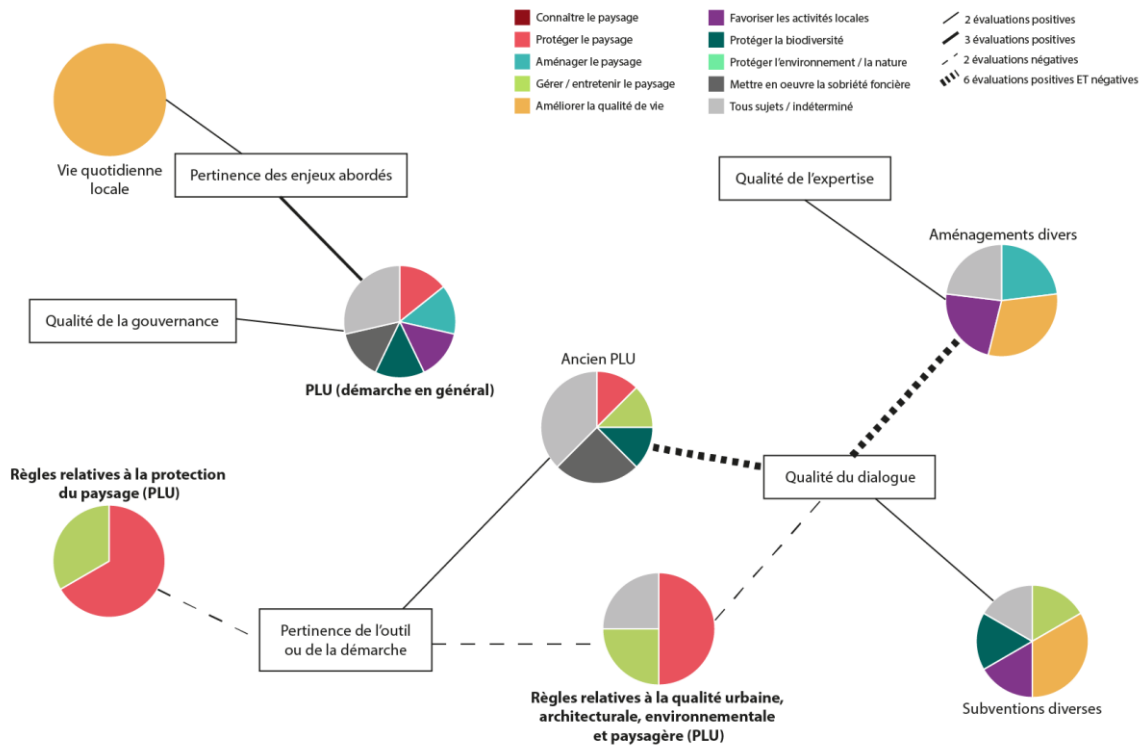 Connaître le paysage
Protéger le paysage
Aménager le paysage
Gérer / entretenir le paysage
Améliorer la qualité de vie
Favoriser les activités locales
Protéger la biodiversité
Protéger l'environnement / la nature
Mettre en oeuvre la sobriété foncière
Tous sujets / indéterminé
2 évaluations positives
3 évaluations positives
2 évaluations négatives
6 évaluations positives ET négatives
Vie quotidienne
locale
Pertinence des enjeux abordés
Qualité de l'expertise
Aménagements divers
Qualité de la gouvernance
PLU (démarche en général)
Ancien PLU
Règles relatives à la protection
du paysage (PLU)
Qualité du dialogue
Pertinence de l'outil
ou de la démarche
Règles relatives à la qualité urbaine,
architecturale, environnementale
et paysagère (PLU)
Subventions diverses